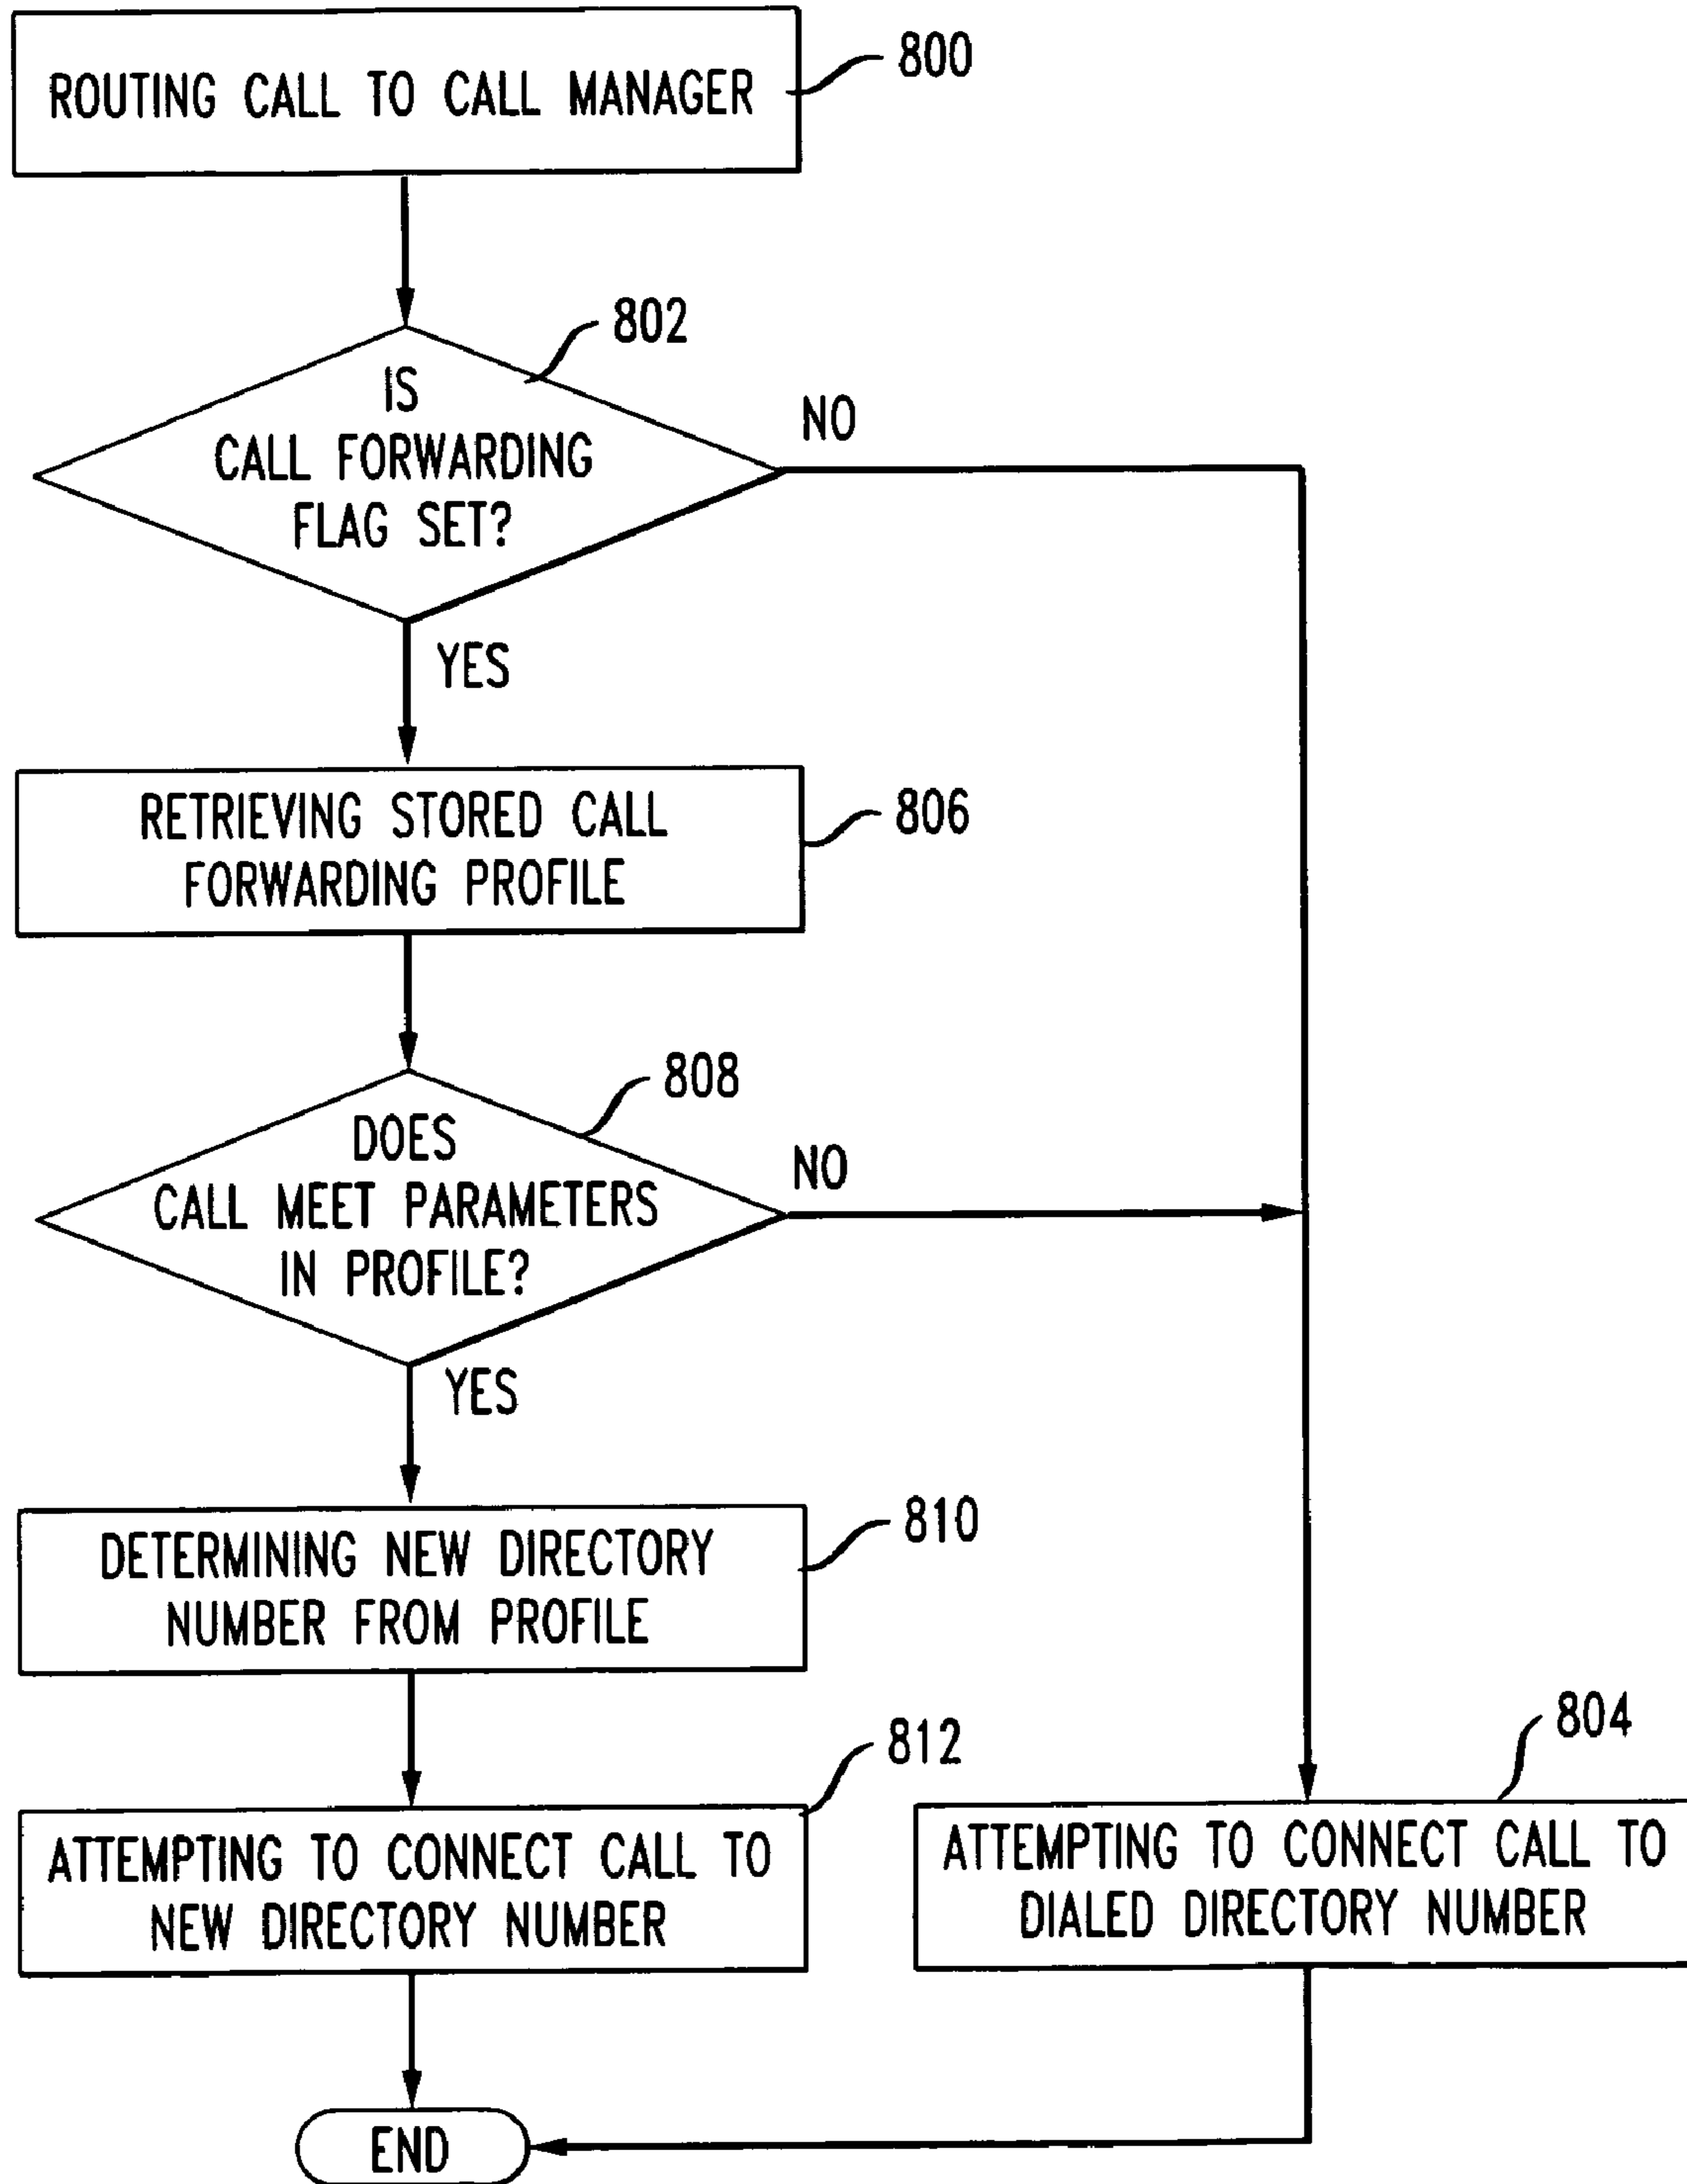 ROUTING CALL TO CALL MANAGER
800
802
IS
CALL FORWARDING
FLAG SET?
NO
YES
RETRIEVING STORED CALL
FORWARDING PROFILE
806
808
DOES
CALL MEET PARAMETERS
IN PROFILE?
NO
YES
DETERMINING NEW DIRECTORY
NUMBER FROM PROFILE
810
812
ATTEMPTING TO CONNECT CALL TO
NEW DIRECTORY NUMBER
804
ATTEMPTING TO CONNECT CALL TO
DIALED DIRECTORY NUMBER
END